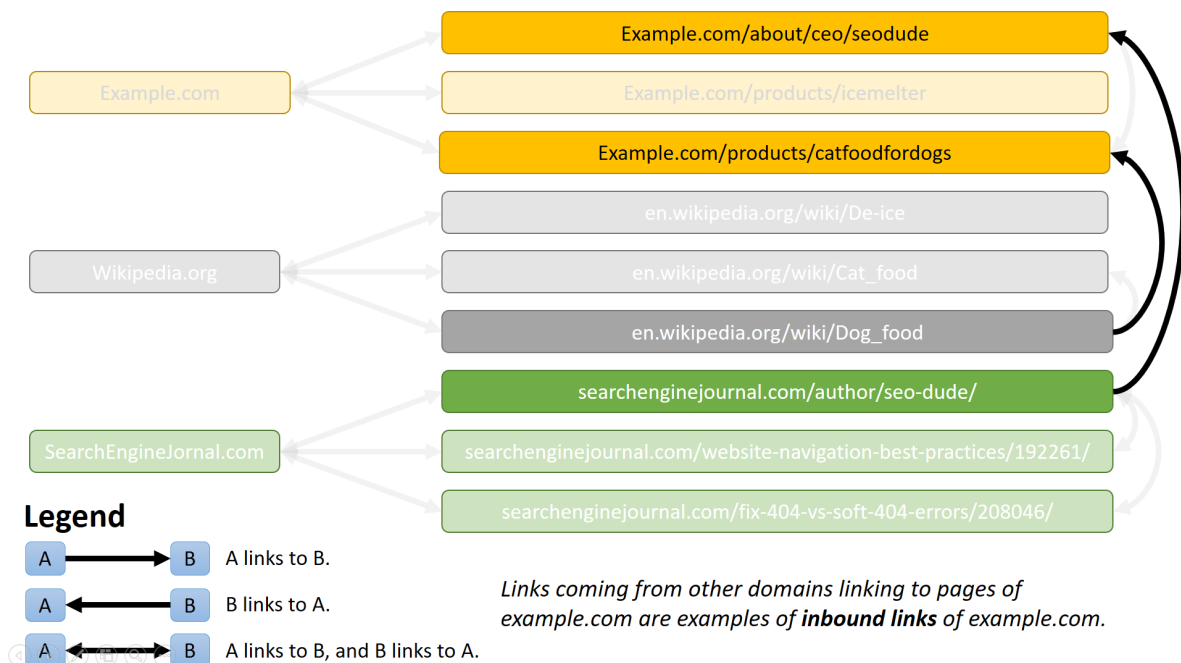 Example.com/about/ceo/seodude
Example.com
Example.com/products/icemelter
Example.com/products/catfoodfordogs
en.wikipedia.org/wiki/De-ice
Wikipedia.org
en.wikipedia.org/wiki/Cat_food
en.wikipedia.org/wiki/Dog_food
searchenginejournal.com/author/seo-dude/
SearchEngineJornal.com
searchenginejournal.com/website-navigation-best-practices/192261/
searchenginejournal.com/fix-404-vs-soft-404-errors/208046/
Legend
A B A links to B.
A B B links to A.
A B A links to B, and B links to A.
Links coming from other domains linking to pages of
example.com are examples of inbound links of example.com.